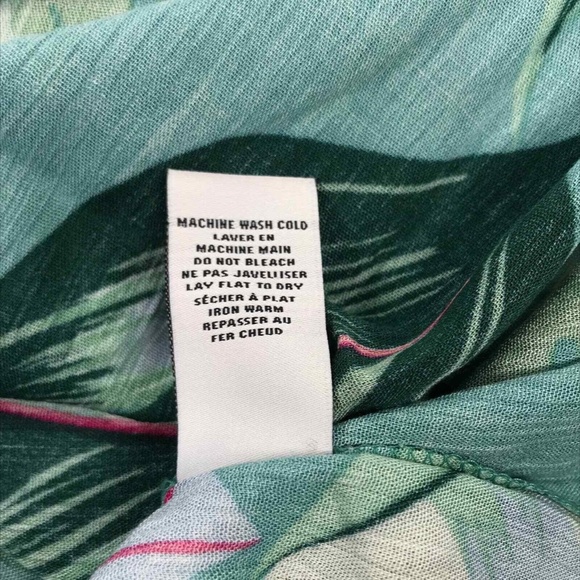 MACHINE WASH COLD
LAVER EN
MACHINE MAIN
DO NOT BLEACH
NE PAS JAVELIISER
LAY FLAT TO DRY
SÉCHER À PLAT
IRON WARM
REPASSER AU
FER CHEUD